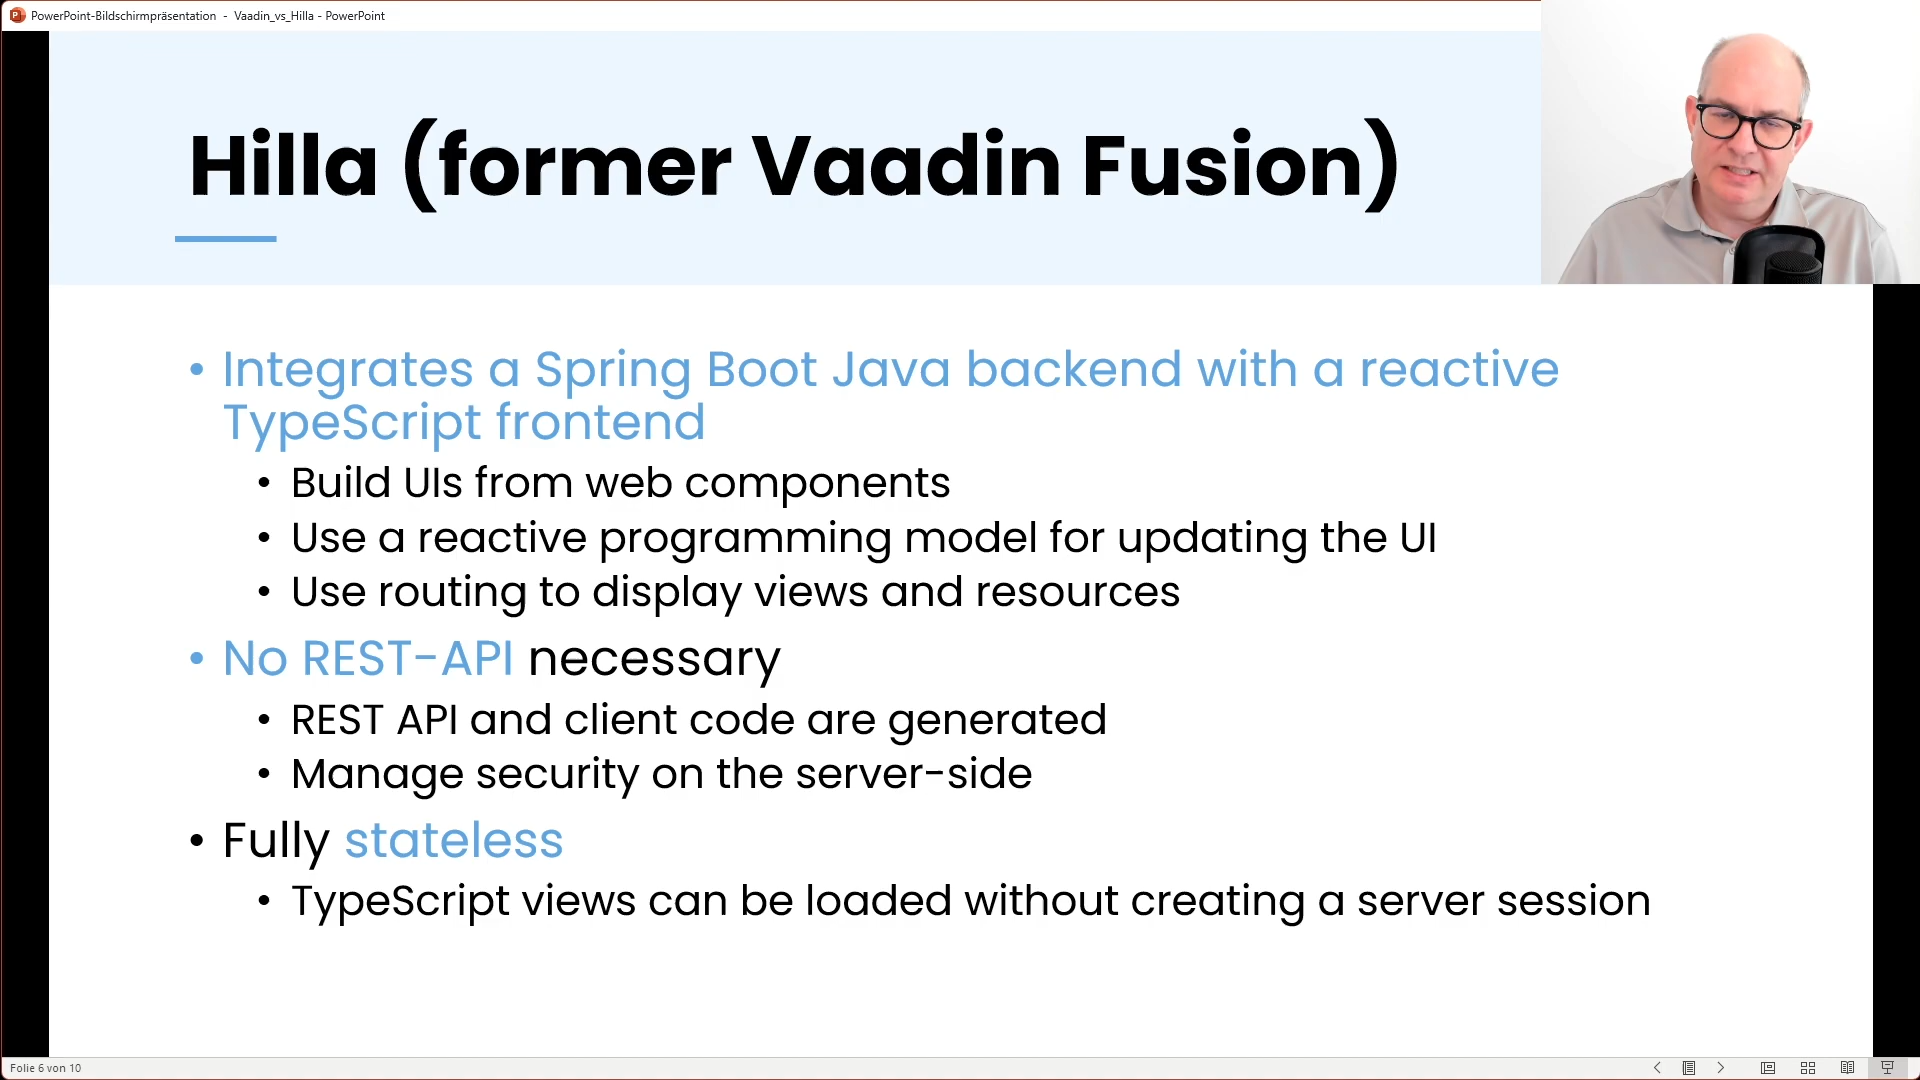 PowerPoint-Bildschirmpräsentation - Vaadin_vs_Hilla - PowerPoint
Hilla (former Vaadin Fusion)
• Integrates a Spring Boot Java backend with a reactive
TypeScript frontend
• Build UIs from web components
• Use a reactive programming model for updating the UI
• Use routing to display views and resources
• No REST-API necessary
• REST API and client code are generated
• Manage security on the server-side
• Fully stateless
• TypeScript views can be loaded without creating a server session
Folie 6 von 10